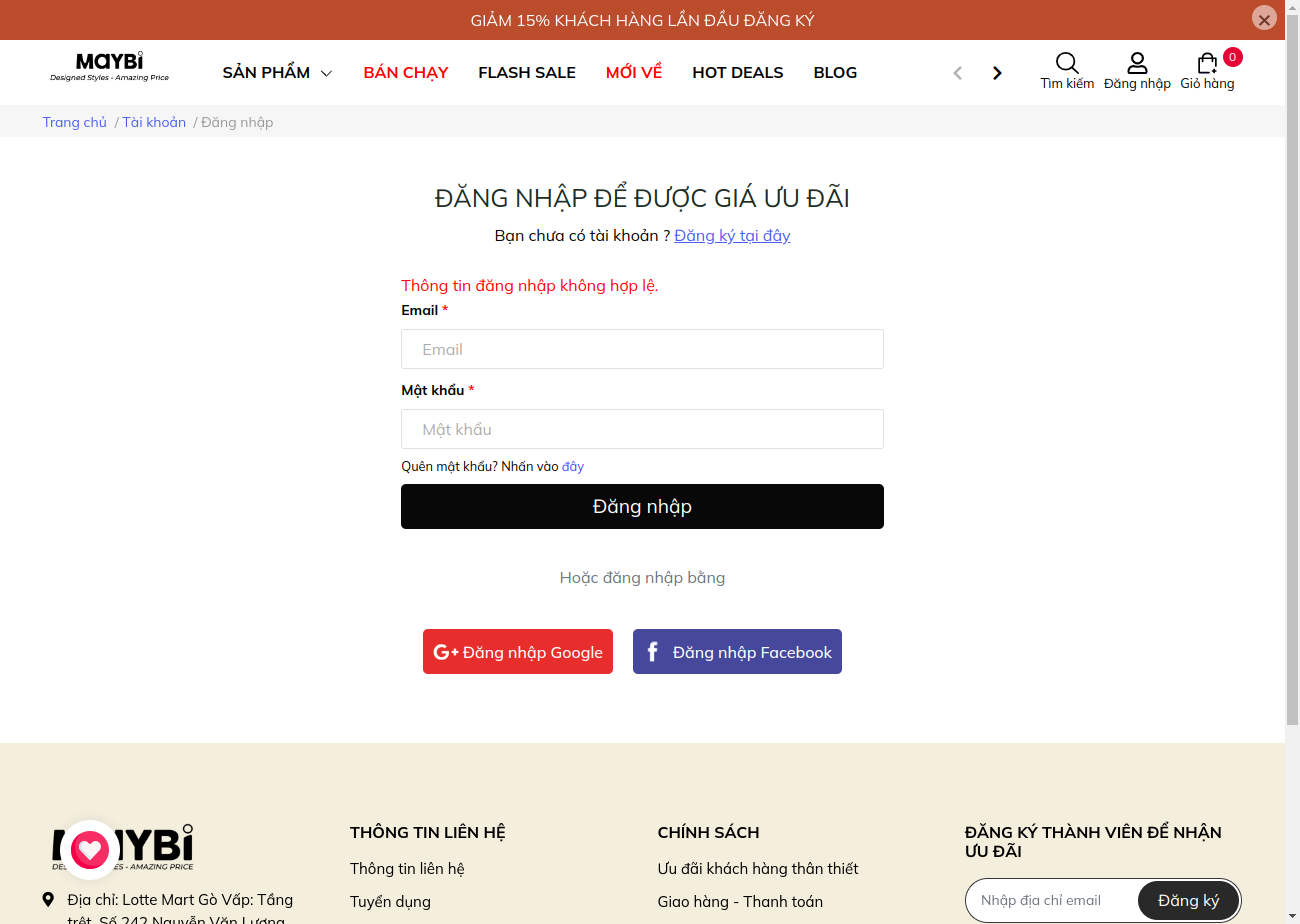 GIẢM 15% KHÁCH HÀNG LẦN ĐẦU ĐĂNG KÝ
MAYBI
Designed Styles - Amazing Price
SẢN PHẨM
BÁN CHẠY
FLASH SALE
MỚI VỀ
HOT DEALS
BLOG
Tìm kiếm
Đăng nhập
0
Giỏ hàng
Trang chủ / Tài khoản / Đăng nhập
ĐĂNG NHẬP ĐỂ ĐƯỢC GIÁ ƯU ĐÃI
Bạn chưa có tài khoản ? Đăng ký tại đây
Thông tin đăng nhập không hợp lệ.
Email *
Email
Mật khẩu *
Mật khẩu
Quên mật khẩu? Nhấn vào đây
Đăng nhập
Hoặc đăng nhập bằng
G+ Đăng nhập Google
f Đăng nhập Facebook
- AMAZING PRICE
Địa chỉ: Lotte Mart Gò Vấp: Tầng
trệt, Số 242 Nguyễn Văn Lượng,
THÔNG TIN LIÊN HỆ
Thông tin liên hệ
Tuyển dụng
CHÍNH SÁCH
Ưu đãi khách hàng thân thiết
Giao hàng - Thanh toán
ĐĂNG KÝ THÀNH VIÊN ĐỂ NHẬN
ƯU ĐÃI
Nhập địa chỉ email
Đăng ký